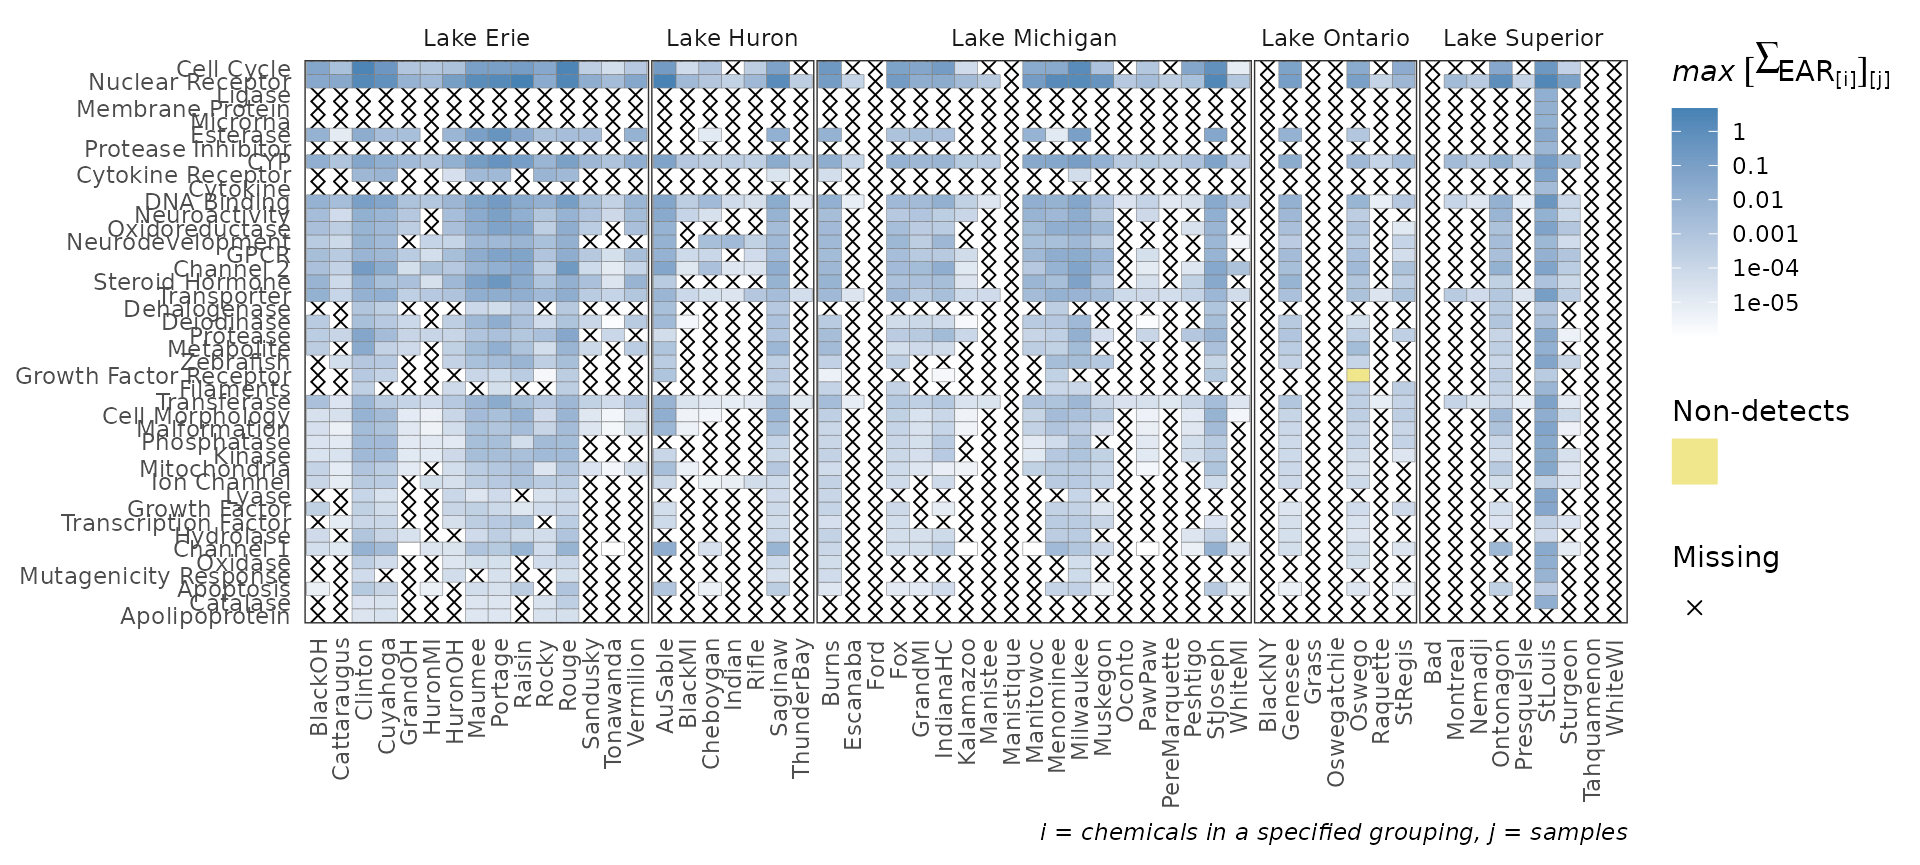 Lake Erie Lake Huron Lake Michigan Lake Ontario Lake Superior
Cell Cycle
Nuclear Receptor
Ligase
Membrane Protein
Microrna
Esterase
Protease Inhibitor
CYP
Cytokine Receptor
Cytokine
DNA Binding
Neuroactivity
Oxidoreductase
Neurodevelopment
GPCR
Channel 2
Steroid Hormone
Transporter
Dehalogenase
Deiodinase
Protease
Metabolite
Zebrafish
Growth Factor Receptor
Filaments
Transferase
Cell Morphology
Malformation
Phosphatase
Kinase
Mitochondria
Ion Channel
Lyase
Growth Factor
Transcription Factor
Hydrolase
Channel 1
Oxidase
Mutagenicity Response
Apoptosis
Catalase
Apolipoprotein
BlackOH
Cattaraugus
Clinton
Cuyahoga
GrandOH
HuronMI
HuronOH
Maumee
Portage
Raisin
Rocky
Rouge
Sandusky
Tonawanda
Vermilion
AuSable
BlackMI
Cheboygan
Indian
Rifle
Saginaw
ThunderBay
Burns
Escanaba
Ford
Fox
GrandMI
IndianaHC
Kalamazoo
Manistee
Manistique
Manitowoc
Menominee
Milwaukee
Muskegon
Oconto
PawPaw
PereMarquette
Peshtigo
StJoseph
WhiteMI
BlackNY
Genesee
Grass
Oswegatchie
Oswego
Raquette
StRegis
Bad
Montreal
Nemadji
Ontonagon
PresqueIsle
StLouis
Sturgeon
Tahquamenon
WhiteWI
max [∑EAR[i]][j]
1
0.1
0.01
0.001
1e-04
1e-05
Non-detects
Missing
i = chemicals in a specified grouping, j = samples